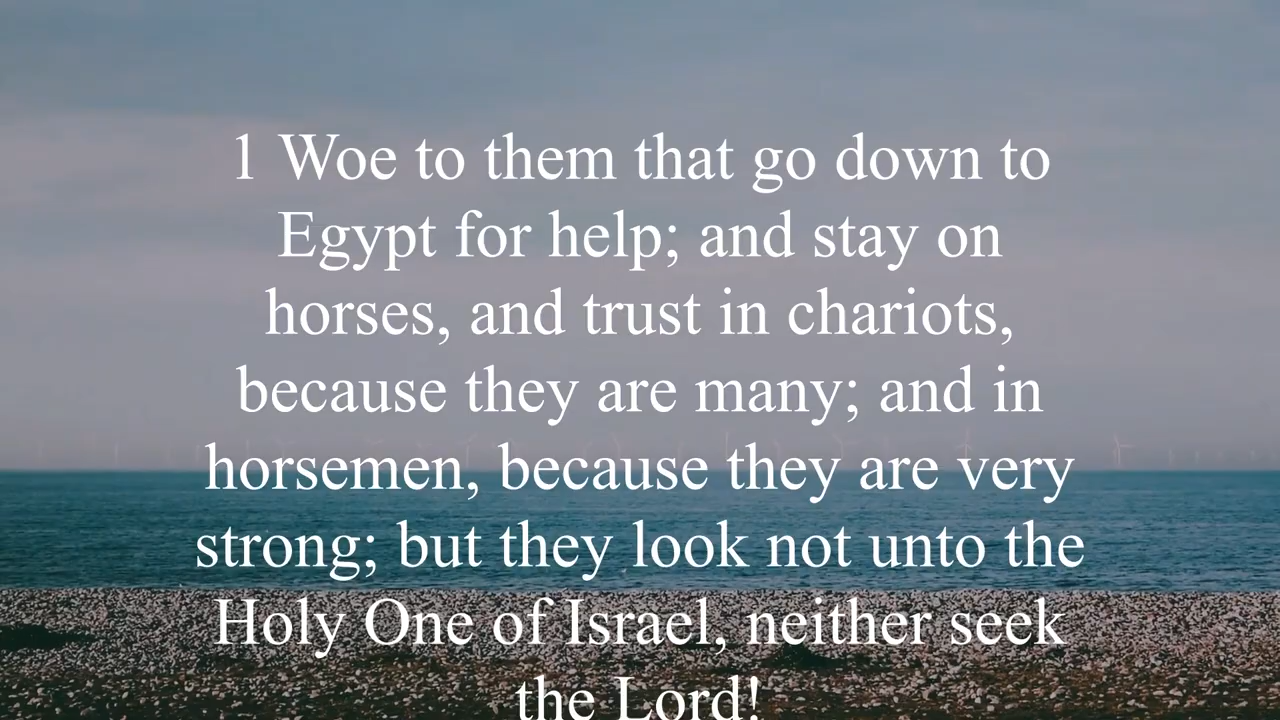 1 Woe to them that go down to
Egypt for help; and stay on
horses, and trust in chariots,
because they are many; and in
horsemen, because they are very
strong; but they look not unto the
Holy One of Israel, neither seek
the Lord!